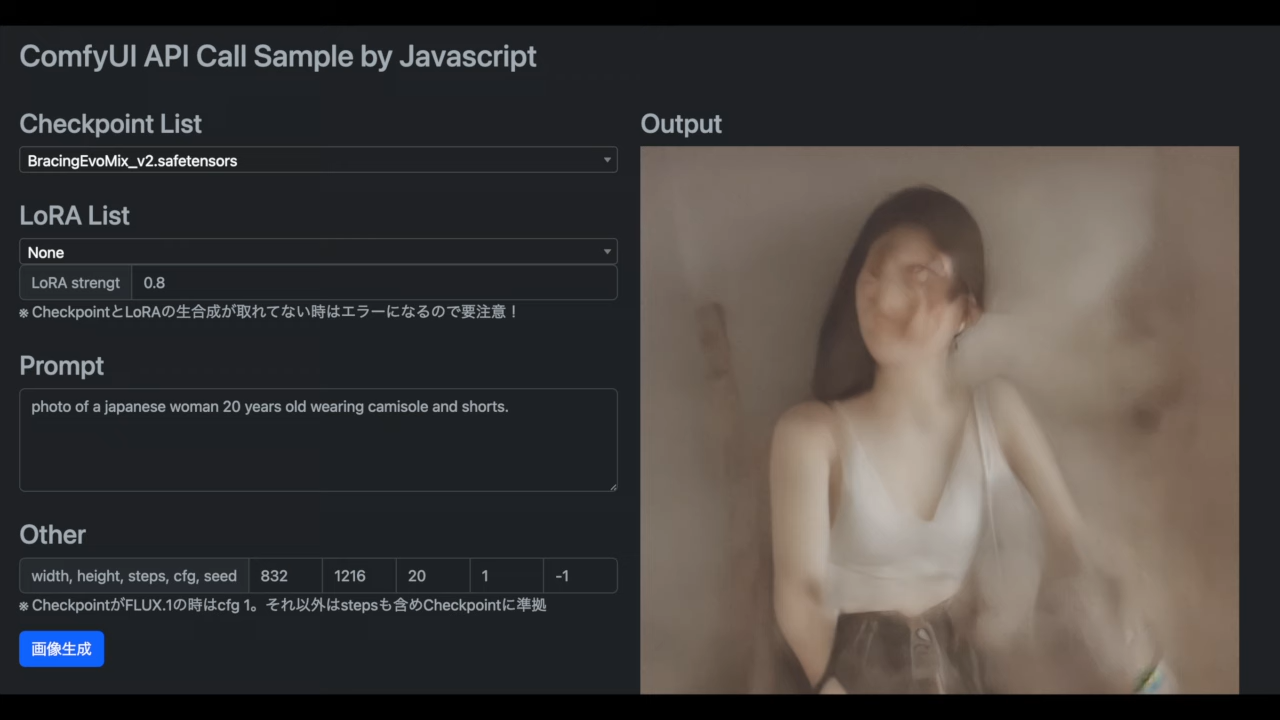 ComfyUI API Call Sample by Javascript
Checkpoint List
BracingEvoMix_v2.safetensors
LoRA List
None
LoRA strengt 0.8
※ CheckpointとLoRAの生合成が取れてない時はエラーになるので要注意！
Prompt
photo of a japanese woman 20 years old wearing camisole and shorts.
Other
width, height, steps, cfg, seed 832 1216 20 1 -1
※ CheckpointがFLUX.1の時はcfg 1。それ以外はstepsも含めCheckpointに準拠
画像生成
Output